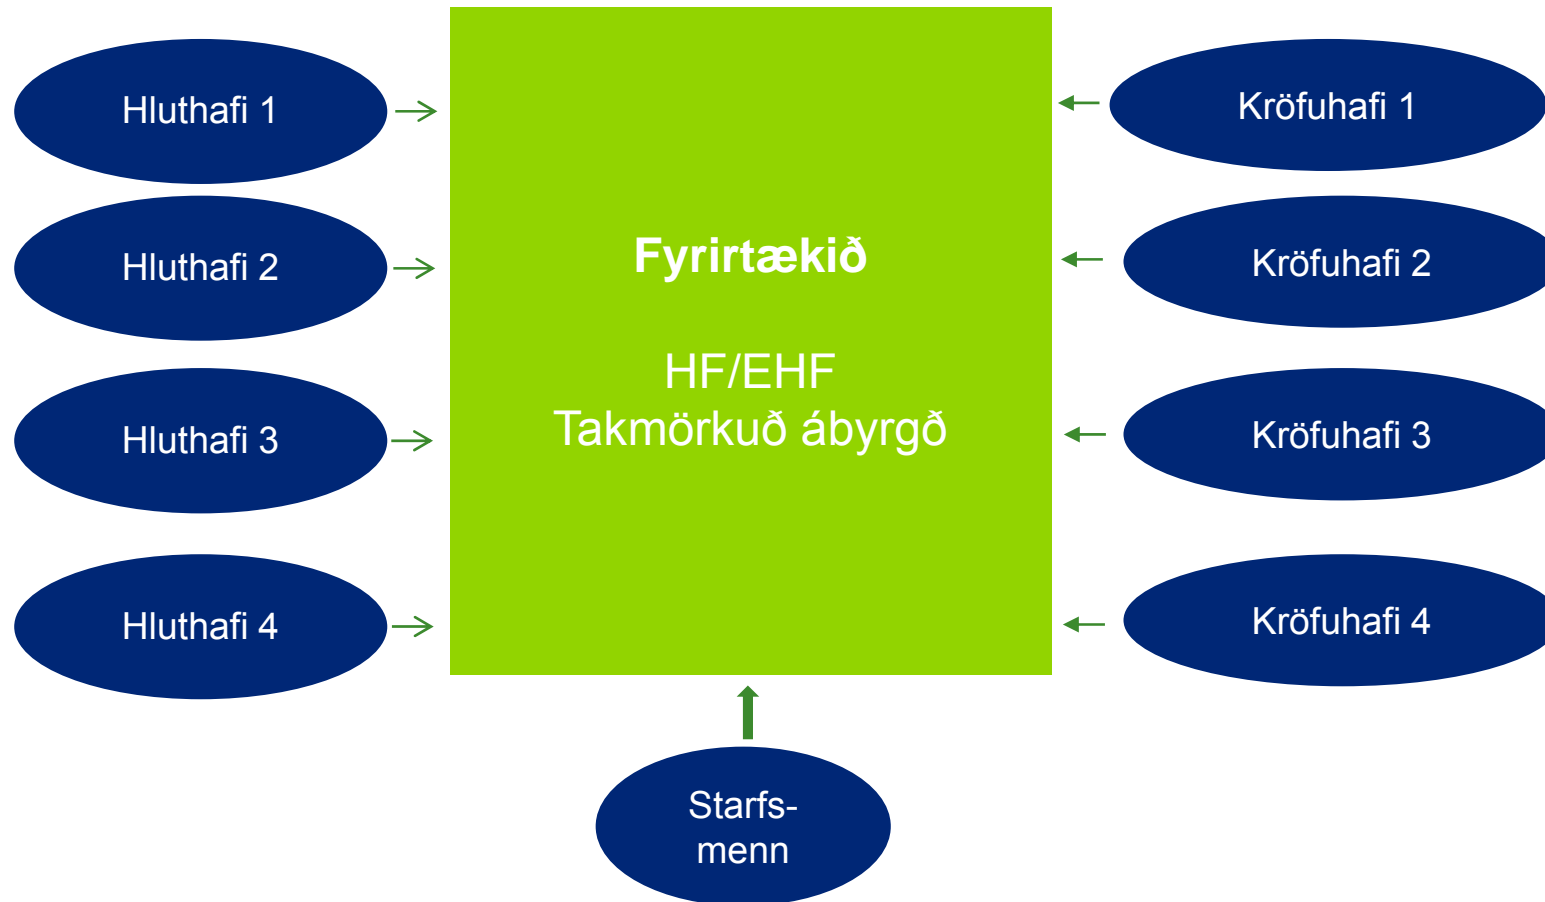 Hluthafi 1
Hluthafi 2
Hluthafi 3
Hluthafi 4
Fyrirtækið
HF/EHF
Takmörkuð ábyrgð
Kröfuhafi 1
Kröfuhafi 2
Kröfuhafi 3
Kröfuhafi 4
Starfs-
menn